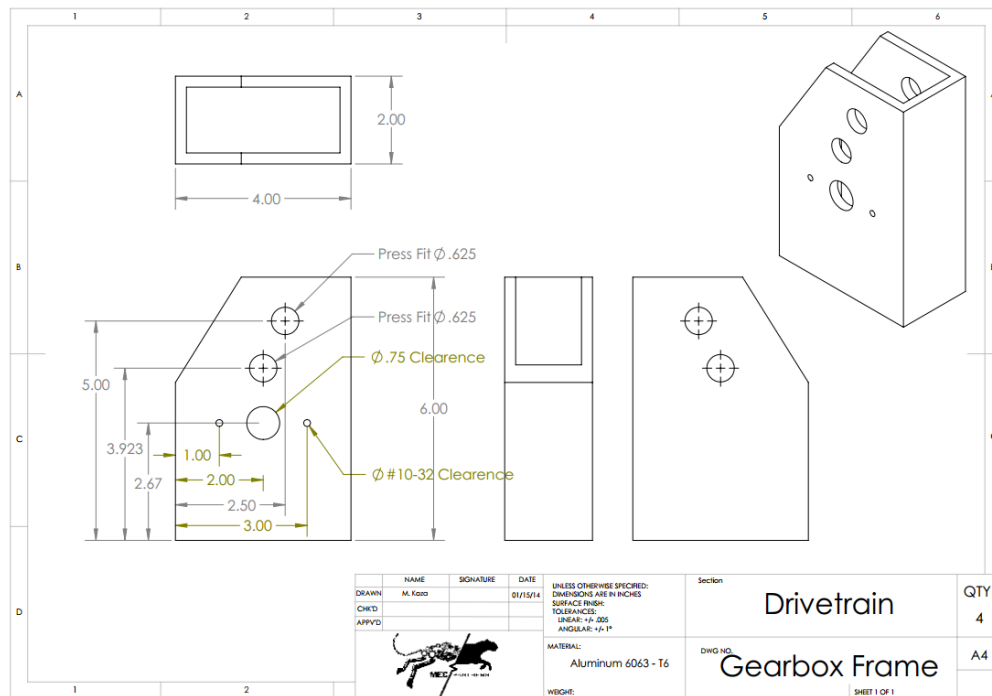 1 2 3 4 5 6
A
2.00
4.00
B
Press Fit Ø .625
Press Fit Ø .625
Ø .75 Clearence
5.00
6.00
C
3.923
1.00
2.67
Ø #10-32 Clearence
2.00
2.50
3.00
D
NAME SIGNATURE DATE
DRAWN M. Koza 01/15/14
CHK'D
APPV'D
UNLESS OTHERWISE SPECIFIED:
DIMENSIONS ARE IN INCHES
SURFACE FINISH:
TOLERANCES:
LINEAR: +/- .005
ANGULAR: +/- 1°
MATERIAL:
Aluminum 6063 - T6
WEIGHT:
Section
Drivetrain
QTY
4
DWG NO.
Gearbox Frame
A4
SHEET 1 OF 1
1 2